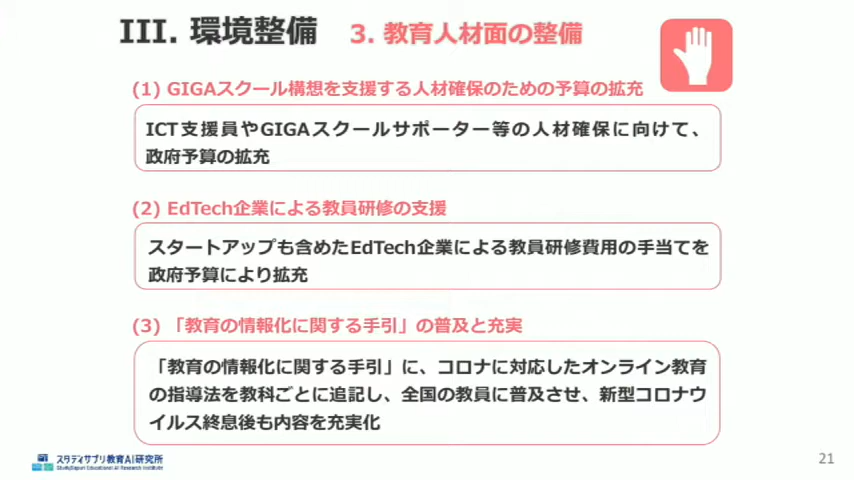 III. 環境整備 3. 教育人材面の整備
(1) GIGAスクール構想を支援する人材確保のための予算の拡充
ICT支援員やGIGAスクールサポーター等の人材確保に向けて、
政府予算の拡充
(2) EdTech企業による教員研修の支援
スタートアップも含めたEdTech企業による教員研修費用の手当てを
政府予算により拡充
(3) 「教育の情報化に関する手引」の普及と充実
「教育の情報化に関する手引」に、コロナに対応したオンライン教育
の指導法を教科ごとに追記し、全国の教員に普及させ、新型コロナウ
イルス終息後も内容を充実化
スタディサプリ教育AI研究所
StudySapuri Educational AI Research Institute
21